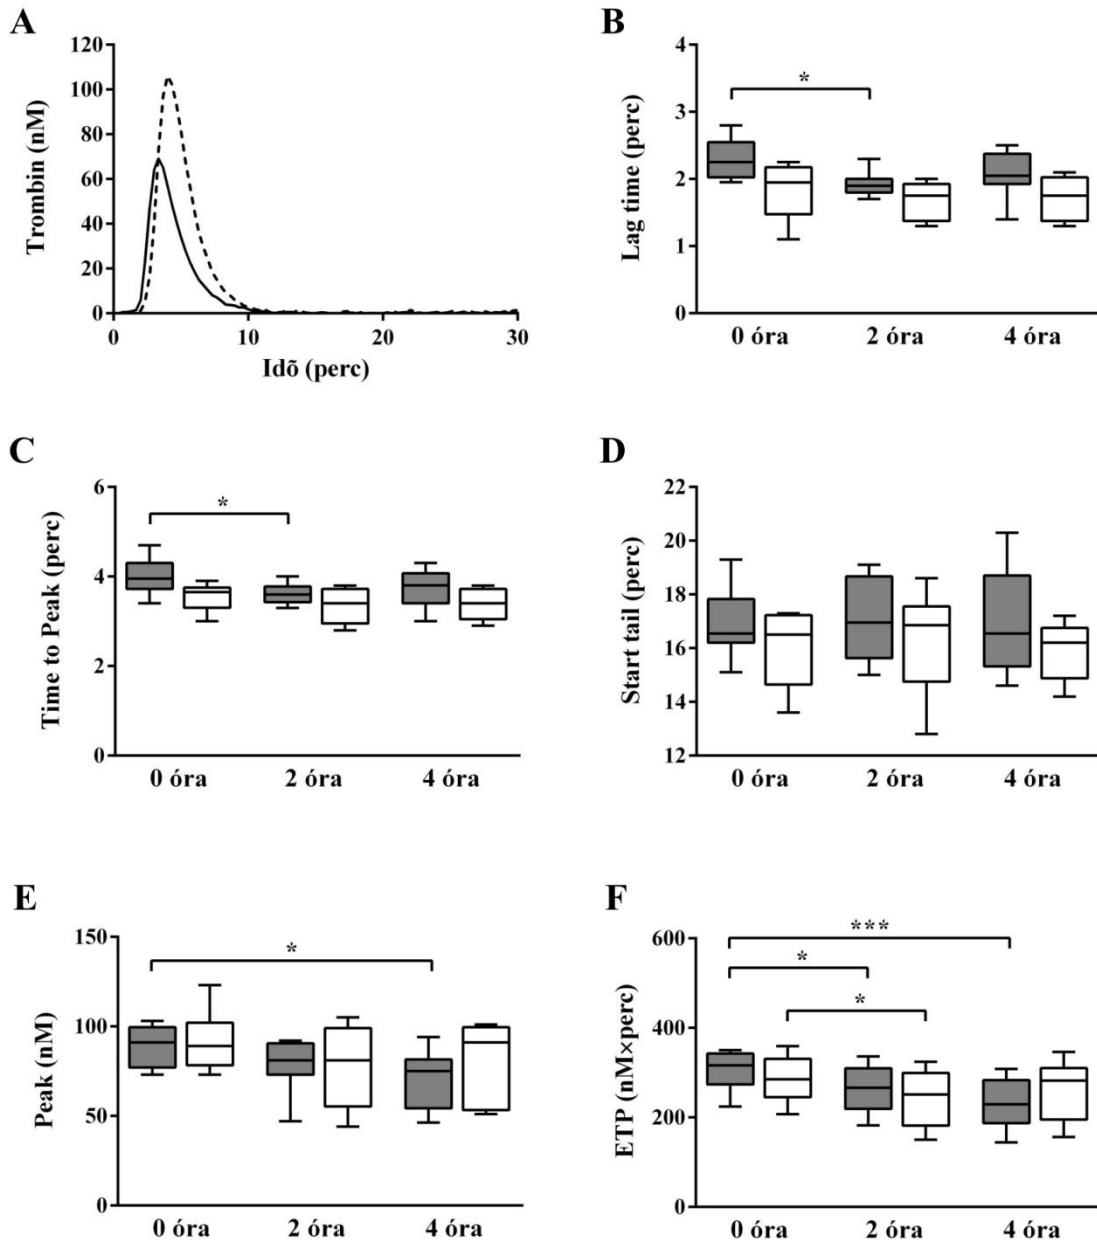 A
Trombin (nM)
120
100
80
60
40
20
0
0
10
20
30
Idõ (perc)
B
Lag time (perc)
4
3
2
1
0
*
0 óra
2 óra
4 óra
C
Time to Peak (perc)
6
4
2
0
*
0 óra
2 óra
4 óra
D
Start tail (perc)
22
20
18
16
14
12
0 óra
2 óra
4 óra
E
Peak (nM)
150
100
50
0
*
0 óra
2 óra
4 óra
F
ETP (nM×perc)
600
400
200
0
***
*
*
0 óra
2 óra
4 óra